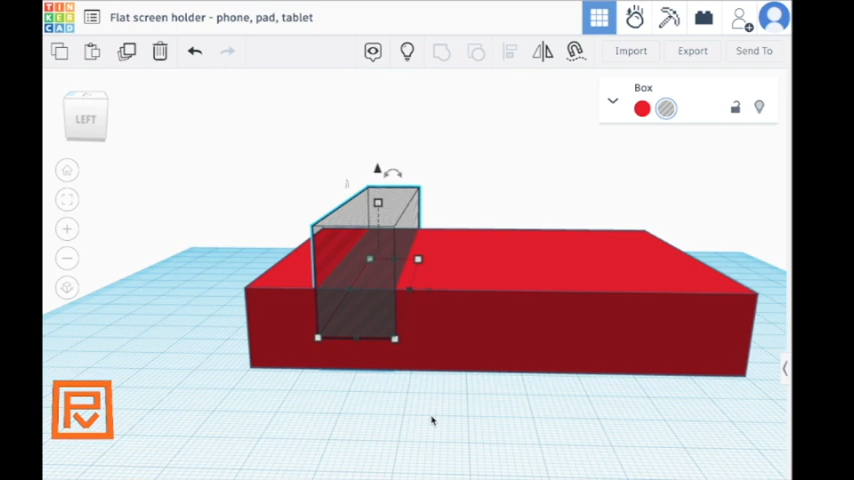 TIN
KER
CAD
Flat screen holder - phone, pad, tablet
Import
Export
Send To
Box
LEFT